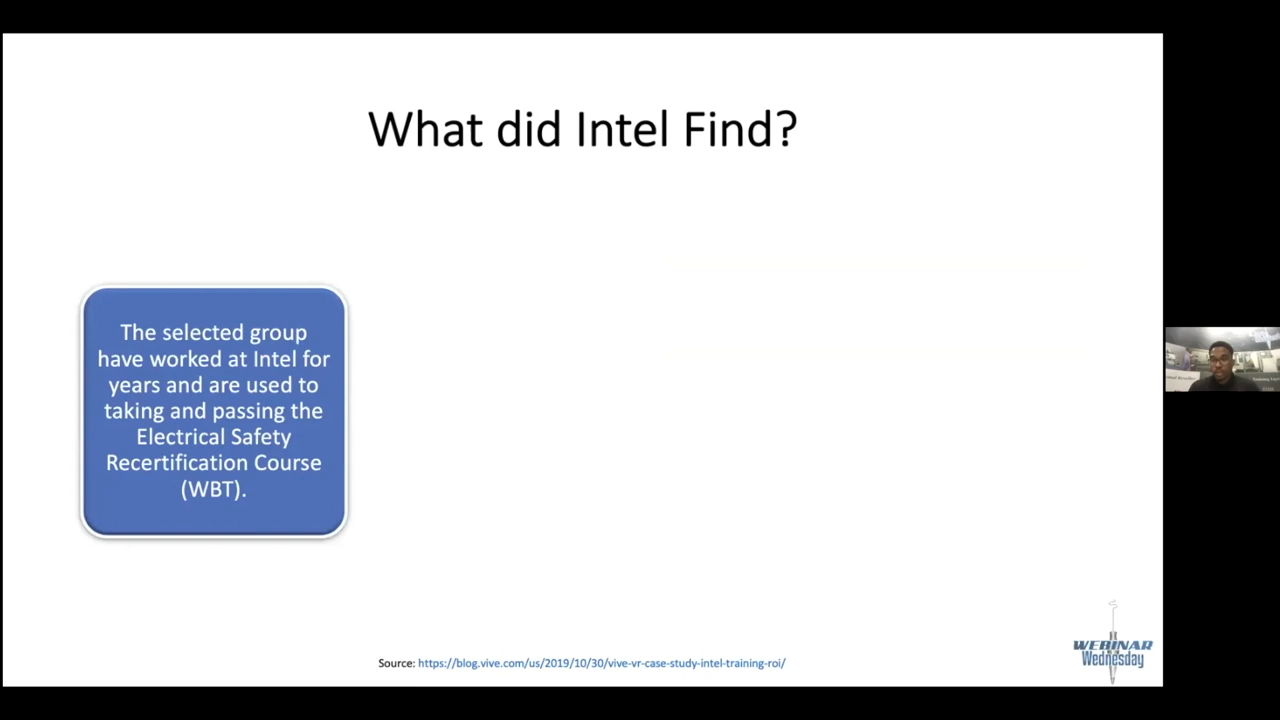 What did Intel Find?
The selected group
have worked at Intel for
years and are used to
taking and passing the
Electrical Safety
Recertification Course
(WBT).
Source: https://blog.vive.com/us/2019/10/30/vive-vr-case-study-intel-training-roi/
WEBINAR
Wednesday